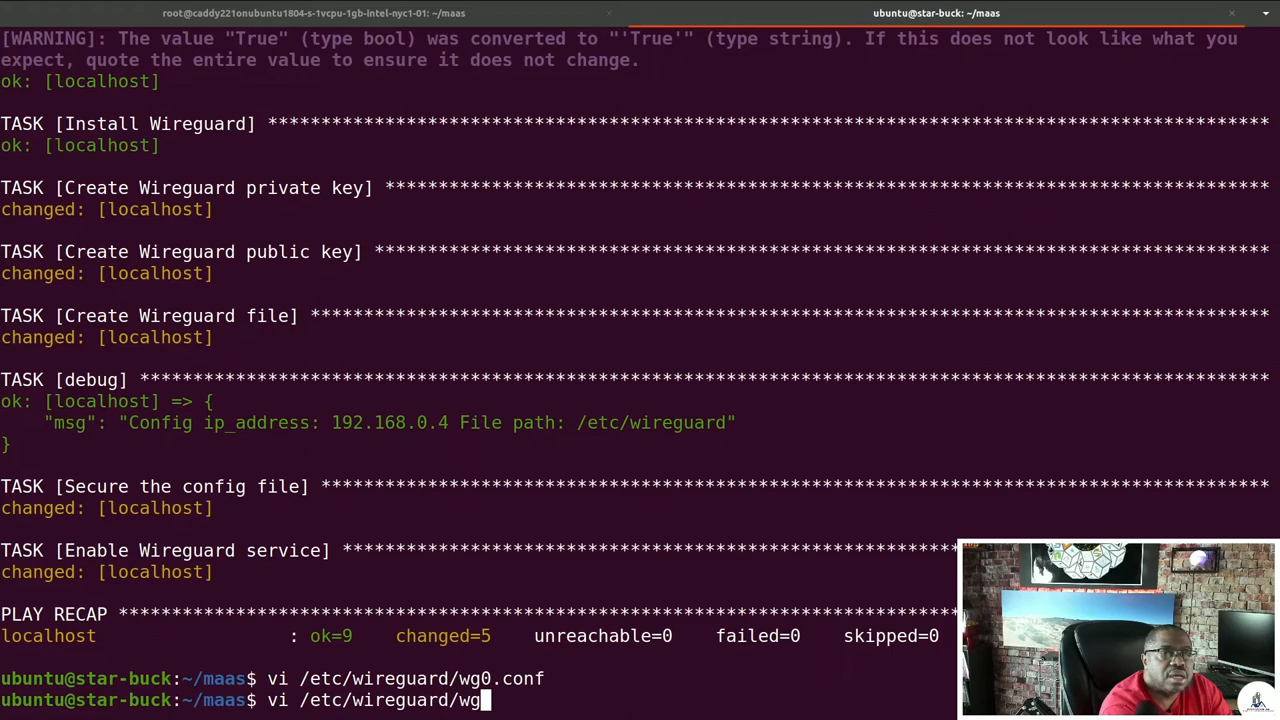 root@caddy221onubuntu1804-s-1vcpu-1gb-intel-nyc1-01: ~/maas
ubuntu@star-buck: ~/maas
[WARNING]: The value "True" (type bool) was converted to "'True'" (type string). If this does not look like what you
expect, quote the entire value to ensure it does not change.
ok: [localhost]
TASK [Install Wireguard] **********************************************************************************************
ok: [localhost]
TASK [Create Wireguard private key] ***********************************************************************************
changed: [localhost]
TASK [Create Wireguard public key] ************************************************************************************
changed: [localhost]
TASK [Create Wireguard file] ******************************************************************************************
changed: [localhost]
TASK [debug] **********************************************************************************************************
ok: [localhost] => {
"msg": "Config ip_address: 192.168.0.4 File path: /etc/wireguard"
}
TASK [Secure the config file] *****************************************************************************************
changed: [localhost]
TASK [Enable Wireguard service] **********************************************************
changed: [localhost]
PLAY RECAP *******************************************************************************
localhost : ok=9 changed=5 unreachable=0 failed=0 skipped=0
ubuntu@star-buck:~/maas$ vi /etc/wireguard/wg0.conf
ubuntu@star-buck:~/maas$ vi /etc/wireguard/wg